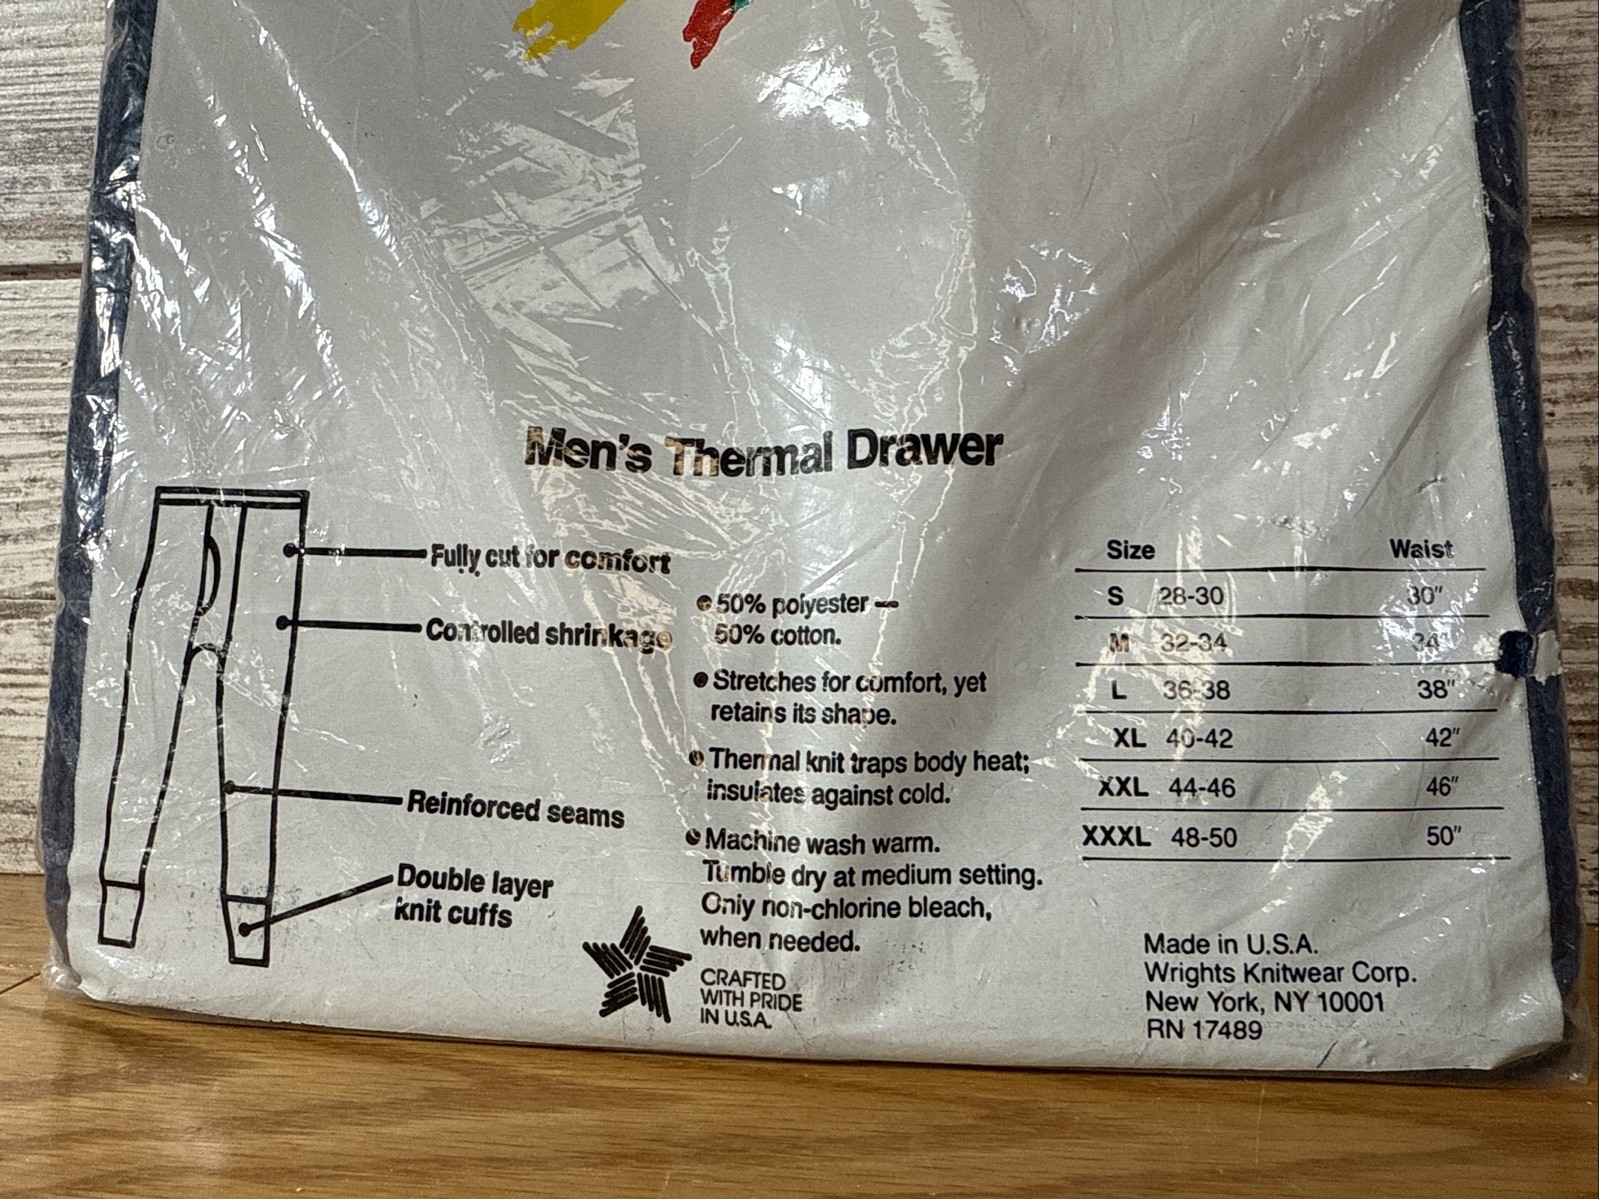 Men's Thermal Drawer
Fully cut for comfort
Controlled shrinkage
Reinforced seams
Double layer
knit cuffs
50% polyester —
50% cotton.
Stretches for comfort, yet
retains its shape.
Thermal knit traps body heat;
insulates against cold.
Machine wash warm.
Tumble dry at medium setting.
Only non-chlorine bleach,
when needed.
CRAFTED
WITH PRIDE
IN U.S.A.
Size Waist
S 28-30 30"
M 32-34 34"
L 36-38 38"
XL 40-42 42"
XXL 44-46 46"
XXXL 48-50 50"
Made in U.S.A.
Wrights Knitwear Corp.
New York, NY 10001
RN 17489